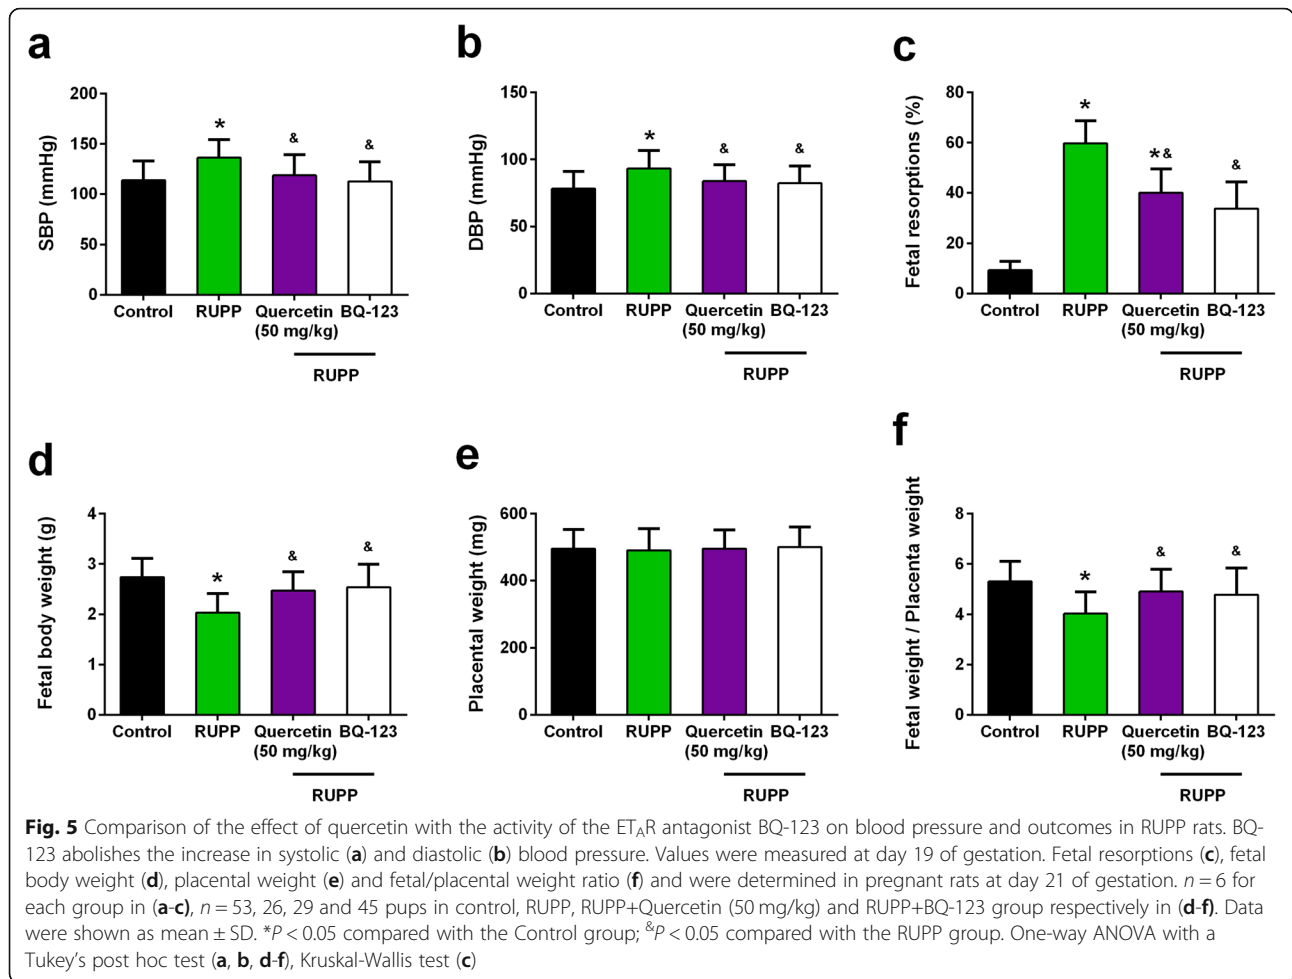 a
200
150
100
50
0
SBP (mmHg)
*
&
&
Control RUPP Quercetin BQ-123
(50 mg/kg)
RUPP
b
150
100
50
0
DBP (mmHg)
*
&
&
Control RUPP Quercetin BQ-123
(50 mg/kg)
RUPP
c
80
60
40
20
0
Fetal resorptions (%)
*
*&
&
Control RUPP Quercetin BQ-123
(50 mg/kg)
RUPP
d
4
3
2
1
0
Fetal body weight (g)
*
&
&
Control RUPP Quercetin BQ-123
(50 mg/kg)
RUPP
e
600
400
200
0
Placental weight (mg)
Control RUPP Quercetin BQ-123
(50 mg/kg)
RUPP
f
8
6
4
2
0
Fetal weight / Placenta weight
*
&
&
Control RUPP Quercetin BQ-123
(50 mg/kg)
RUPP
Fig. 5 Comparison of the effect of quercetin with the activity of the ETAR antagonist BQ-123 on blood pressure and outcomes in RUPP rats. BQ-
123 abolishes the increase in systolic (a) and diastolic (b) blood pressure. Values were measured at day 19 of gestation. Fetal resorptions (c), fetal
body weight (d), placental weight (e) and fetal/placental weight ratio (f) and were determined in pregnant rats at day 21 of gestation. n = 6 for
each group in (a-c), n = 53, 26, 29 and 45 pups in control, RUPP, RUPP+Quercetin (50 mg/kg) and RUPP+BQ-123 group respectively in (d-f). Data
were shown as mean ± SD. *P < 0.05 compared with the Control group; &P < 0.05 compared with the RUPP group. One-way ANOVA with a
Tukey's post hoc test (a, b, d-f), Kruskal-Wallis test (c)